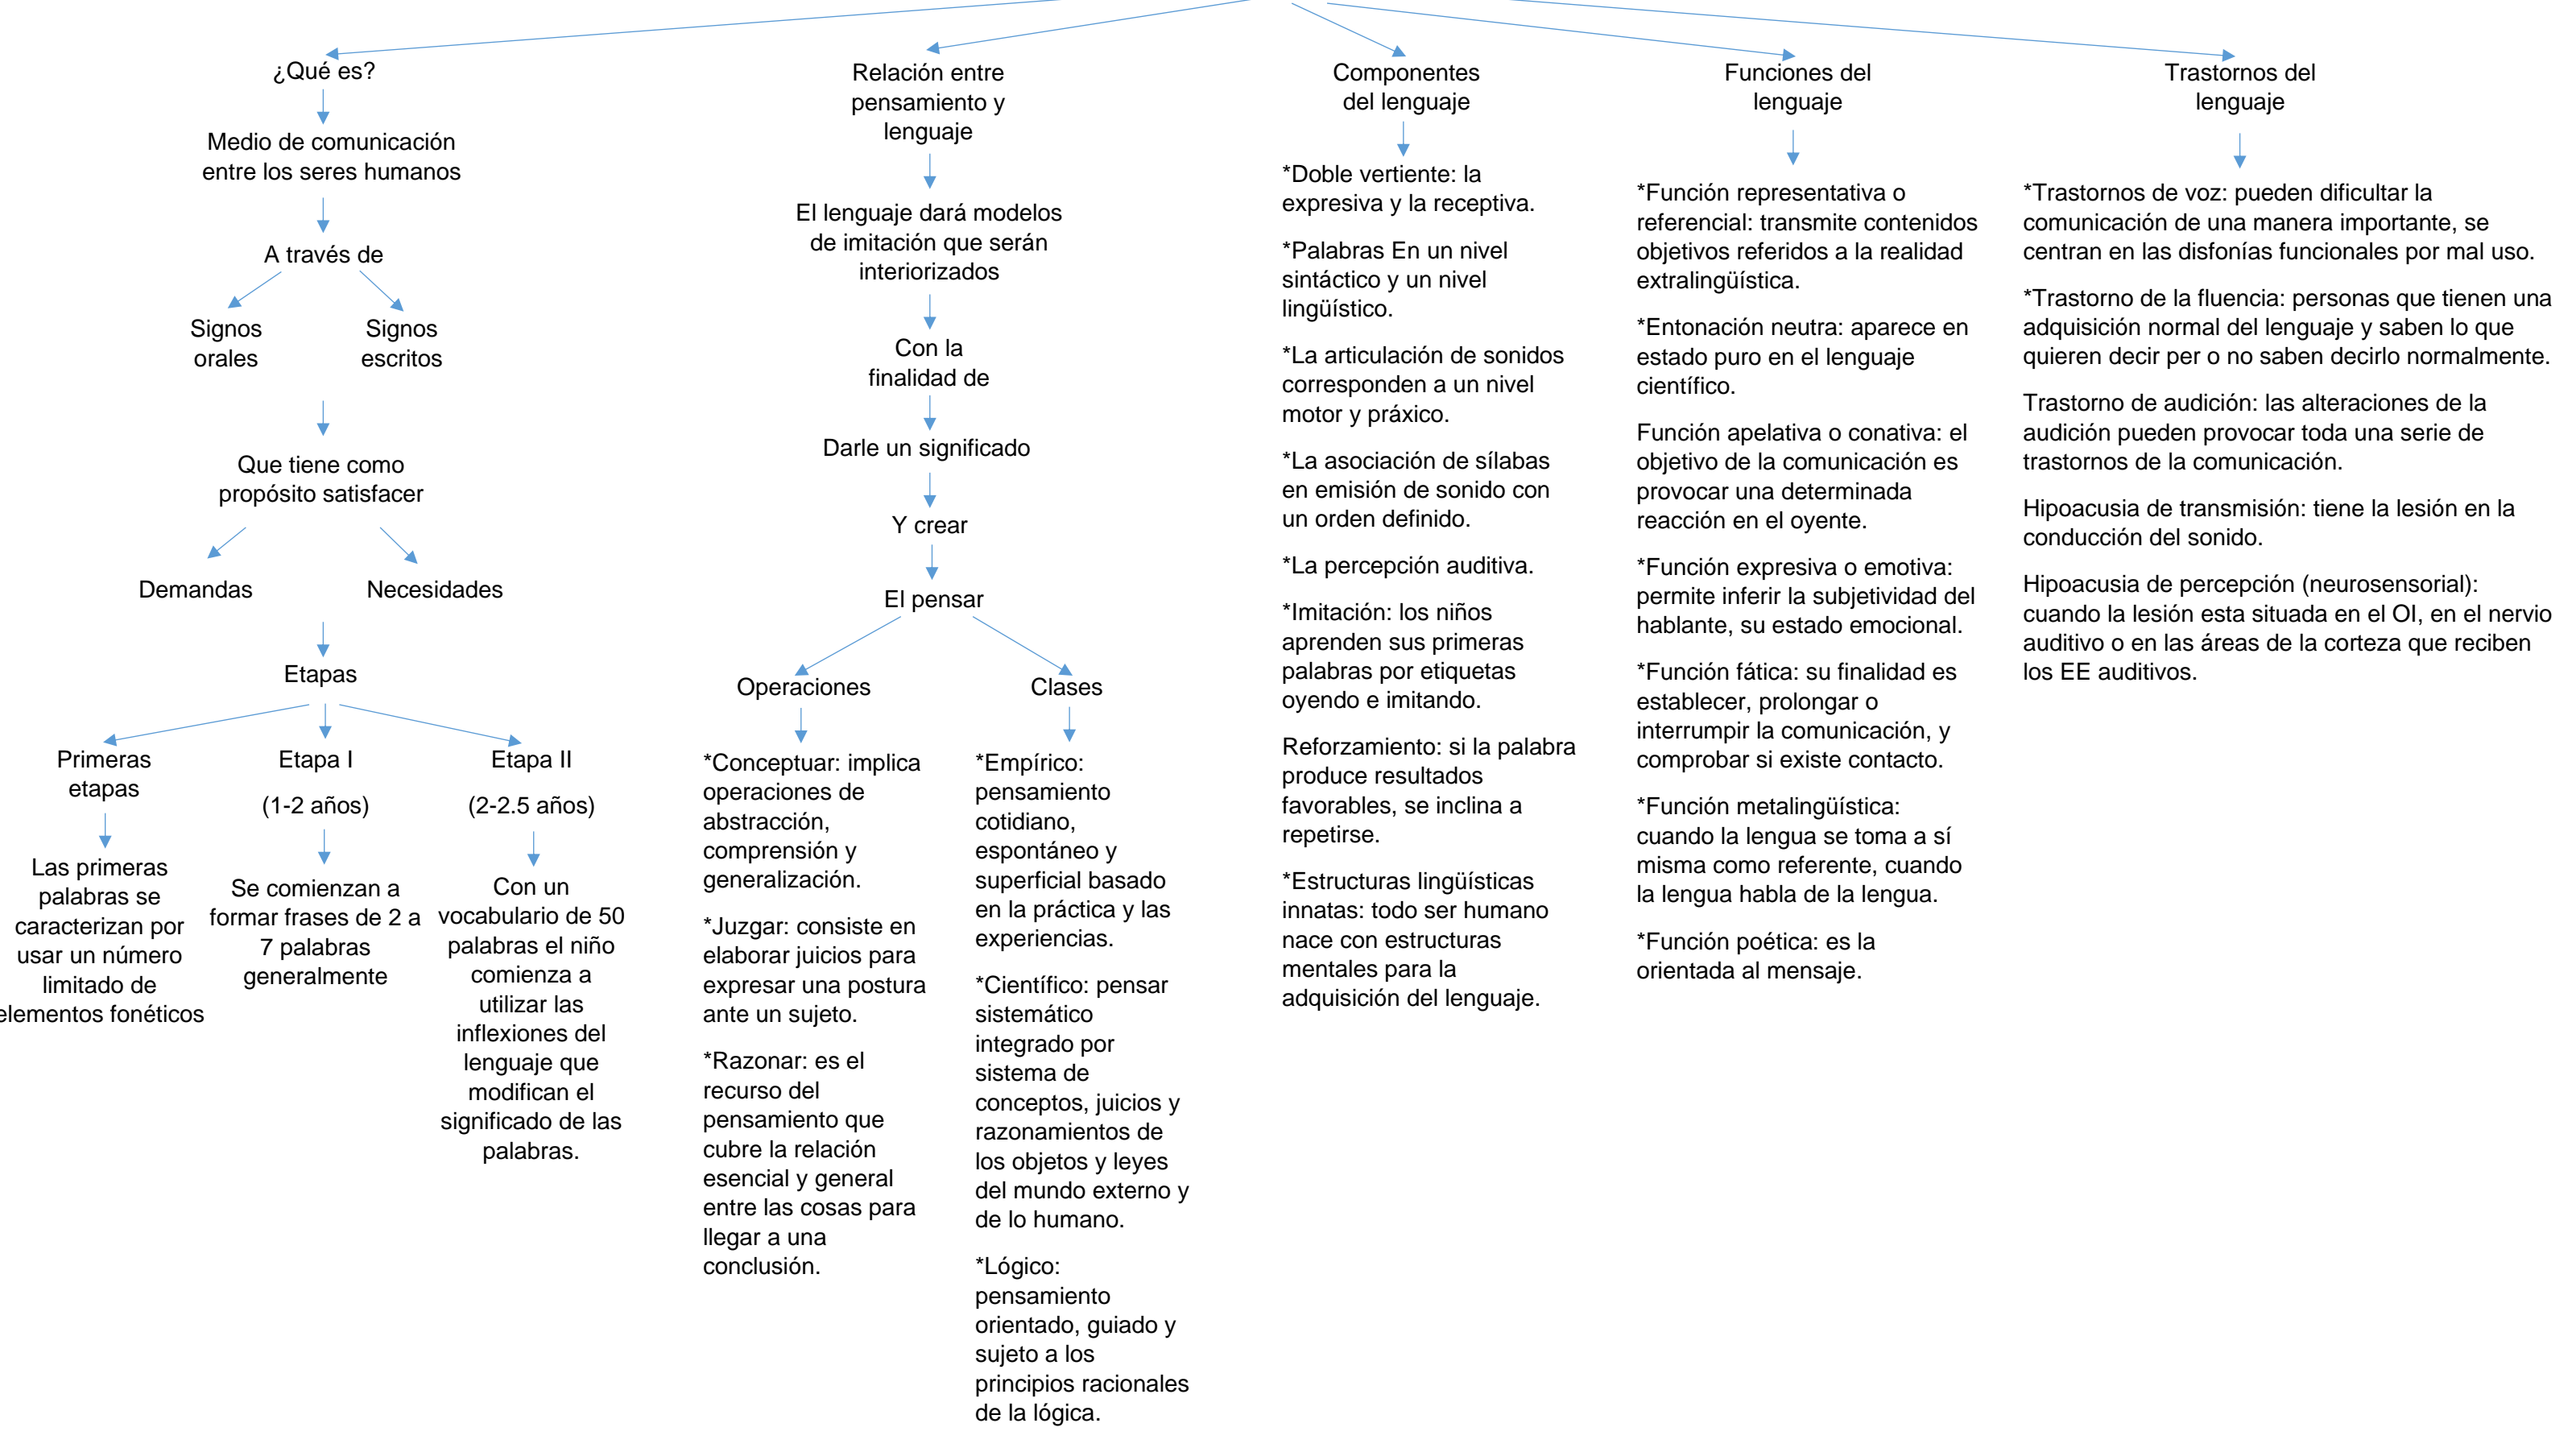 ¿Qué es?
Medio de comunicación
entre los seres humanos
A través de
Signos
orales
Signos
escritos
Que tiene como
propósito satisfacer
Demandas
Necesidades
Etapas
Primeras
etapas
Las primeras
palabras se
caracterizan por
usar un número
limitado de
elementos fonéticos
Etapa I
(1-2 años)
Se comienzan a
formar frases de 2 a
7 palabras
generalmente
Etapa II
(2-2.5 años)
Con un
vocabulario de 50
palabras el niño
comienza a
utilizar las
inflexiones del
lenguaje que
modifican el
significado de las
palabras.
Relación entre
pensamiento y
lenguaje
El lenguaje dará modelos
de imitación que serán
interiorizados
Con la
finalidad de
Darle un significado
Y crear
El pensar
Operaciones
*Conceptuar: implica
operaciones de
abstracción,
comprensión y
generalización.
*Juzgar: consiste en
elaborar juicios para
expresar una postura
ante un sujeto.
*Razonar: es el
recurso del
pensamiento que
cubre la relación
esencial y general
entre las cosas para
llegar a una
conclusión.
Clases
*Empírico:
pensamiento
cotidiano,
espontáneo y
superficial basado
en la práctica y las
experiencias.
*Científico: pensar
sistemático
integrado por
sistema de
conceptos, juicios y
razonamientos de
los objetos y leyes
del mundo externo y
de lo humano.
*Lógico:
pensamiento
orientado, guiado y
sujeto a los
principios racionales
de la lógica.
Componentes
del lenguaje
*Doble vertiente: la
expresiva y la receptiva.
*Palabras En un nivel
sintáctico y un nivel
lingüístico.
*La articulación de sonidos
corresponden a un nivel
motor y práxico.
*La asociación de sílabas
en emisión de sonido con
un orden definido.
*La percepción auditiva.
*Imitación: los niños
aprenden sus primeras
palabras por etiquetas
oyendo e imitando.
Reforzamiento: si la palabra
produce resultados
favorables, se inclina a
repetirse.
*Estructuras lingüísticas
innatas: todo ser humano
nace con estructuras
mentales para la
adquisición del lenguaje.
Funciones del
lenguaje
*Función representativa o
referencial: transmite contenidos
objetivos referidos a la realidad
extralingüística.
*Entonación neutra: aparece en
estado puro en el lenguaje
científico.
Función apelativa o conativa: el
objetivo de la comunicación es
provocar una determinada
reacción en el oyente.
*Función expresiva o emotiva:
permite inferir la subjetividad del
hablante, su estado emocional.
*Función fática: su finalidad es
establecer, prolongar o
interrumpir la comunicación, y
comprobar si existe contacto.
*Función metalingüística:
cuando la lengua se toma a sí
misma como referente, cuando
la lengua habla de la lengua.
*Función poética: es la
orientada al mensaje.
Trastornos del
lenguaje
*Trastornos de voz: pueden dificultar la
comunicación de una manera importante, se
centran en las disfonías funcionales por mal uso.
*Trastorno de la fluencia: personas que tienen una
adquisición normal del lenguaje y saben lo que
quieren decir per o no saben decirlo normalmente.
Trastorno de audición: las alteraciones de la
audición pueden provocar toda una serie de
trastornos de la comunicación.
Hipoacusia de transmisión: tiene la lesión en la
conducción del sonido.
Hipoacusia de percepción (neurosensorial):
cuando la lesión esta situada en el OI, en el nervio
auditivo o en las áreas de la corteza que reciben
los EE auditivos.